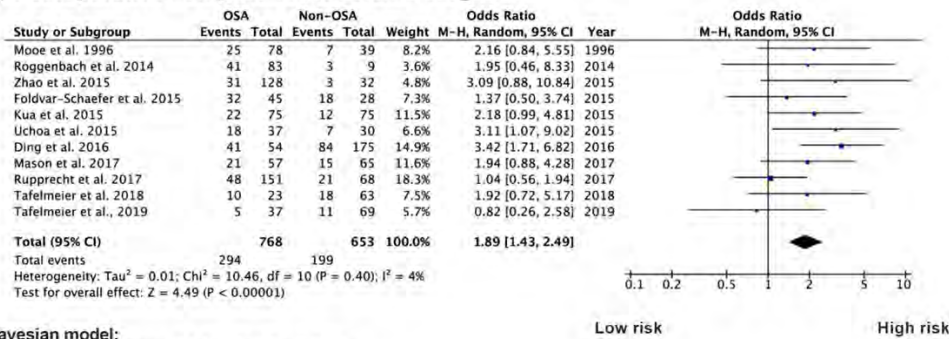 OSA Non-OSA Odds Ratio Odds Ratio
Study or Subgroup Events Total Events Total Weight M-H, Random, 95% CI Year M-H, Random, 95% CI
Mooe et al. 1996 25 78 7 39 8.2% 2.16 [0.84, 5.55] 1996
Roggenbach et al. 2014 41 83 3 9 3.6% 1.95 [0.46, 8.33] 2014
Zhao et al. 2015 31 128 3 32 4.8% 3.09 [0.88, 10.84] 2015
Foldvar-Schaefer et al. 2015 32 45 18 28 7.3% 1.37 [0.50, 3.74] 2015
Kua et al. 2015 22 75 12 75 11.5% 2.18 [0.99, 4.81] 2015
Uchoa et al. 2015 18 37 7 30 6.6% 3.11 [1.07, 9.02] 2015
Ding et al. 2016 41 54 84 175 14.9% 3.42 [1.71, 6.82] 2016
Mason et al. 2017 21 57 15 65 11.6% 1.94 [0.88, 4.28] 2017
Rupprecht et al. 2017 48 151 21 68 18.3% 1.04 [0.56, 1.94] 2017
Tafelmeier et al. 2018 10 23 18 63 7.5% 1.92 [0.72, 5.17] 2018
Tafelmeier et al., 2019 5 37 11 69 5.7% 0.82 [0.26, 2.58] 2019
Total (95% CI) 768 653 100.0% 1.89 [1.43, 2.49]
Total events 294 199
Heterogeneity: Tau² = 0.01; Chi² = 10.46, df = 10 (P = 0.40); I² = 4%
Test for overall effect: Z = 4.49 (P < 0.00001)
0.1 0.2 0.5 1 2 5 10
Low risk High risk
model: